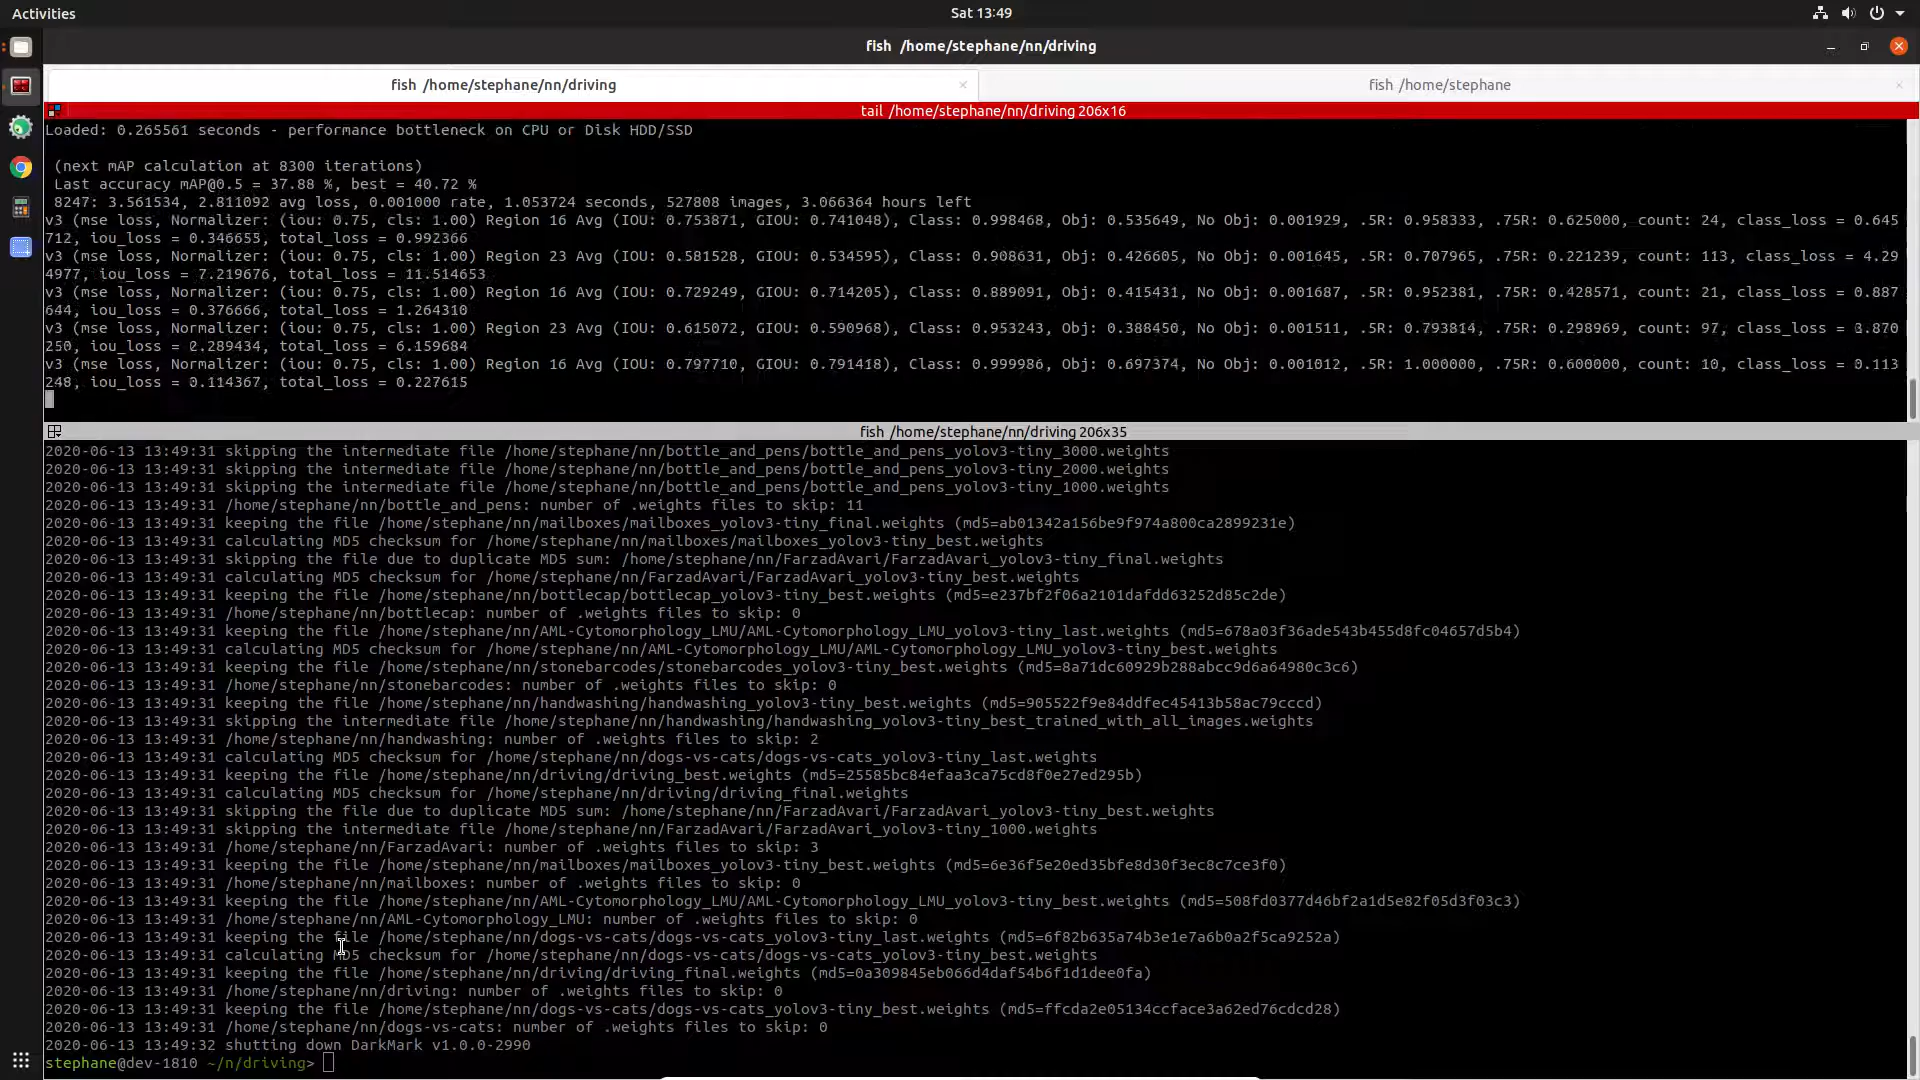 Activities
Sat 13:49
fish /home/stephane/nn/driving
fish /home/stephane/nn/driving
fish /home/stephane
tail /home/stephane/nn/driving 206x16
Loaded: 0.265561 seconds - performance bottleneck on CPU or Disk HDD/SSD
(next mAP calculation at 8300 iterations)
Last accuracy mAP@0.5 = 37.88 %, best = 40.72 %
8247: 3.561534, 2.811092 avg loss, 0.001000 rate, 1.053724 seconds, 527808 images, 3.066364 hours left
v3 (mse loss, Normalizer: (iou: 0.75, cls: 1.00) Region 16 Avg (IOU: 0.753871, GIOU: 0.741048), Class: 0.998468, Obj: 0.535649, No Obj: 0.001929, .5R: 0.958333, .75R: 0.625000, count: 24, class_loss = 0.645
712, iou_loss = 0.346655, total_loss = 0.992366
v3 (mse loss, Normalizer: (iou: 0.75, cls: 1.00) Region 23 Avg (IOU: 0.581528, GIOU: 0.534595), Class: 0.908631, Obj: 0.426605, No Obj: 0.001645, .5R: 0.707965, .75R: 0.221239, count: 113, class_loss = 4.29
4977, iou_loss = 7.219676, total_loss = 11.514653
v3 (mse loss, Normalizer: (iou: 0.75, cls: 1.00) Region 16 Avg (IOU: 0.729249, GIOU: 0.714205), Class: 0.889091, Obj: 0.415431, No Obj: 0.001687, .5R: 0.952381, .75R: 0.428571, count: 21, class_loss = 0.887
644, iou_loss = 0.376666, total_loss = 1.264310
v3 (mse loss, Normalizer: (iou: 0.75, cls: 1.00) Region 23 Avg (IOU: 0.615072, GIOU: 0.590968), Class: 0.953243, Obj: 0.388450, No Obj: 0.001511, .5R: 0.793814, .75R: 0.298969, count: 97, class_loss = 3.870
250, iou_loss = 2.289434, total_loss = 6.159684
v3 (mse loss, Normalizer: (iou: 0.75, cls: 1.00) Region 16 Avg (IOU: 0.797710, GIOU: 0.791418), Class: 0.999986, Obj: 0.697374, No Obj: 0.001012, .5R: 1.000000, .75R: 0.600000, count: 10, class_loss = 0.113
248, iou_loss = 0.114367, total_loss = 0.227615
fish /home/stephane/nn/driving 206x35
2020-06-13 13:49:31 skipping the intermediate file /home/stephane/nn/bottle_and_pens/bottle_and_pens_yolov3-tiny_3000.weights
2020-06-13 13:49:31 skipping the intermediate file /home/stephane/nn/bottle_and_pens/bottle_and_pens_yolov3-tiny_2000.weights
2020-06-13 13:49:31 skipping the intermediate file /home/stephane/nn/bottle_and_pens/bottle_and_pens_yolov3-tiny_1000.weights
2020-06-13 13:49:31 /home/stephane/nn/bottle_and_pens: number of .weights files to skip: 11
2020-06-13 13:49:31 keeping the file /home/stephane/nn/mailboxes/mailboxes_yolov3-tiny_final.weights (md5=ab01342a156be9f974a800ca2899231e)
2020-06-13 13:49:31 calculating MD5 checksum for /home/stephane/nn/mailboxes/mailboxes_yolov3-tiny_best.weights
2020-06-13 13:49:31 skipping the file due to duplicate MD5 sum: /home/stephane/nn/FarzadAvari/FarzadAvari_yolov3-tiny_final.weights
2020-06-13 13:49:31 calculating MD5 checksum for /home/stephane/nn/FarzadAvari/FarzadAvari_yolov3-tiny_best.weights
2020-06-13 13:49:31 keeping the file /home/stephane/nn/bottlecap/bottlecap_yolov3-tiny_best.weights (md5=e237bf2f06a2101dafdd63252d85c2de)
2020-06-13 13:49:31 /home/stephane/nn/bottlecap: number of .weights files to skip: 0
2020-06-13 13:49:31 keeping the file /home/stephane/nn/AML-Cytomorphology_LMU/AML-Cytomorphology_LMU_yolov3-tiny_last.weights (md5=678a03f36ade543b455d8fc04657d5b4)
2020-06-13 13:49:31 calculating MD5 checksum for /home/stephane/nn/AML-Cytomorphology_LMU/AML-Cytomorphology_LMU_yolov3-tiny_best.weights
2020-06-13 13:49:31 keeping the file /home/stephane/nn/stonebarcodes/stonebarcodes_yolov3-tiny_best.weights (md5=8a71dc60929b288abcc9d6a64980c3c6)
2020-06-13 13:49:31 /home/stephane/nn/stonebarcodes: number of .weights files to skip: 0
2020-06-13 13:49:31 keeping the file /home/stephane/nn/handwashing/handwashing_yolov3-tiny_best.weights (md5=905522f9e84ddfec45413b58ac79cccd)
2020-06-13 13:49:31 skipping the intermediate file /home/stephane/nn/handwashing/handwashing_yolov3-tiny_best_trained_with_all_images.weights
2020-06-13 13:49:31 /home/stephane/nn/handwashing: number of .weights files to skip: 2
2020-06-13 13:49:31 calculating MD5 checksum for /home/stephane/nn/dogs-vs-cats/dogs-vs-cats_yolov3-tiny_last.weights
2020-06-13 13:49:31 keeping the file /home/stephane/nn/driving/driving_best.weights (md5=25585bc84efaa3ca75cd8f0e27ed295b)
2020-06-13 13:49:31 calculating MD5 checksum for /home/stephane/nn/driving/driving_final.weights
2020-06-13 13:49:31 skipping the file due to duplicate MD5 sum: /home/stephane/nn/FarzadAvari/FarzadAvari_yolov3-tiny_best.weights
2020-06-13 13:49:31 skipping the intermediate file /home/stephane/nn/FarzadAvari/FarzadAvari_yolov3-tiny_1000.weights
2020-06-13 13:49:31 /home/stephane/nn/FarzadAvari: number of .weights files to skip: 3
2020-06-13 13:49:31 keeping the file /home/stephane/nn/mailboxes/mailboxes_yolov3-tiny_best.weights (md5=6e36f5e20ed35bfe8d30f3ec8c7ce3f0)
2020-06-13 13:49:31 /home/stephane/nn/mailboxes: number of .weights files to skip: 0
2020-06-13 13:49:31 keeping the file /home/stephane/nn/AML-Cytomorphology_LMU/AML-Cytomorphology_LMU_yolov3-tiny_best.weights (md5=508fd0377d46bf2a1d5e82f05d3f03c3)
2020-06-13 13:49:31 /home/stephane/nn/AML-Cytomorphology_LMU: number of .weights files to skip: 0
2020-06-13 13:49:31 keeping the file /home/stephane/nn/dogs-vs-cats/dogs-vs-cats_yolov3-tiny_last.weights (md5=6f82b635a74b3e1e7a6b0a2f5ca9252a)
2020-06-13 13:49:31 calculating MD5 checksum for /home/stephane/nn/dogs-vs-cats/dogs-vs-cats_yolov3-tiny_best.weights
2020-06-13 13:49:31 keeping the file /home/stephane/nn/driving/driving_final.weights (md5=0a309845eb066d4daf54b6f1d1dee0fa)
2020-06-13 13:49:31 /home/stephane/nn/driving: number of .weights files to skip: 0
2020-06-13 13:49:31 keeping the file /home/stephane/nn/dogs-vs-cats/dogs-vs-cats_yolov3-tiny_best.weights (md5=ffcda2e05134ccface3a62ed76cdcd28)
2020-06-13 13:49:31 /home/stephane/nn/dogs-vs-cats: number of .weights files to skip: 0
2020-06-13 13:49:32 shutting down DarkMark v1.0.0-2990
stephane@dev-1810 ~/n/driving>